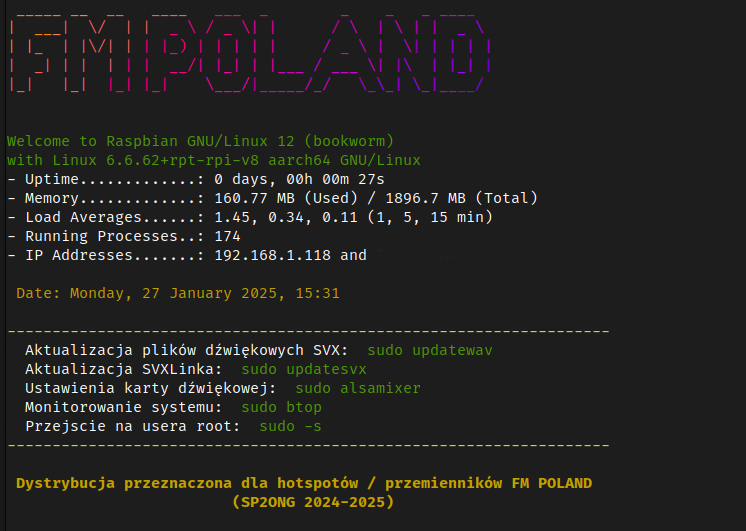 FM POLAND
Welcome to Raspbian GNU/Linux 12 (bookworm)
with Linux 6.6.62+rpt-rpi-v8 aarch64 GNU/Linux
- Uptime.............: 0 days, 00h 00m 27s
- Memory.............: 160.77 MB (Used) / 1896.7 MB (Total)
- Load Averages......: 1.45, 0.34, 0.11 (1, 5, 15 min)
- Running Processes..: 174
- IP Addresses.......: 192.168.1.118 and
Date: Monday, 27 January 2025, 15:31
-------------------------------------------------------------------
Aktualizacja plików dźwiękowych SVX:  sudo updatewav
Aktualizacja SVXLinka:  sudo updatesvx
Ustawienia karty dźwiękowej:  sudo alsamixer
Monitorowanie systemu:  sudo btop
Przejscie na usera root:  sudo -s
-------------------------------------------------------------------
Dystrybucja przeznaczona dla hotspotów / przemienników FM POLAND
(SP2ONG 2024-2025)